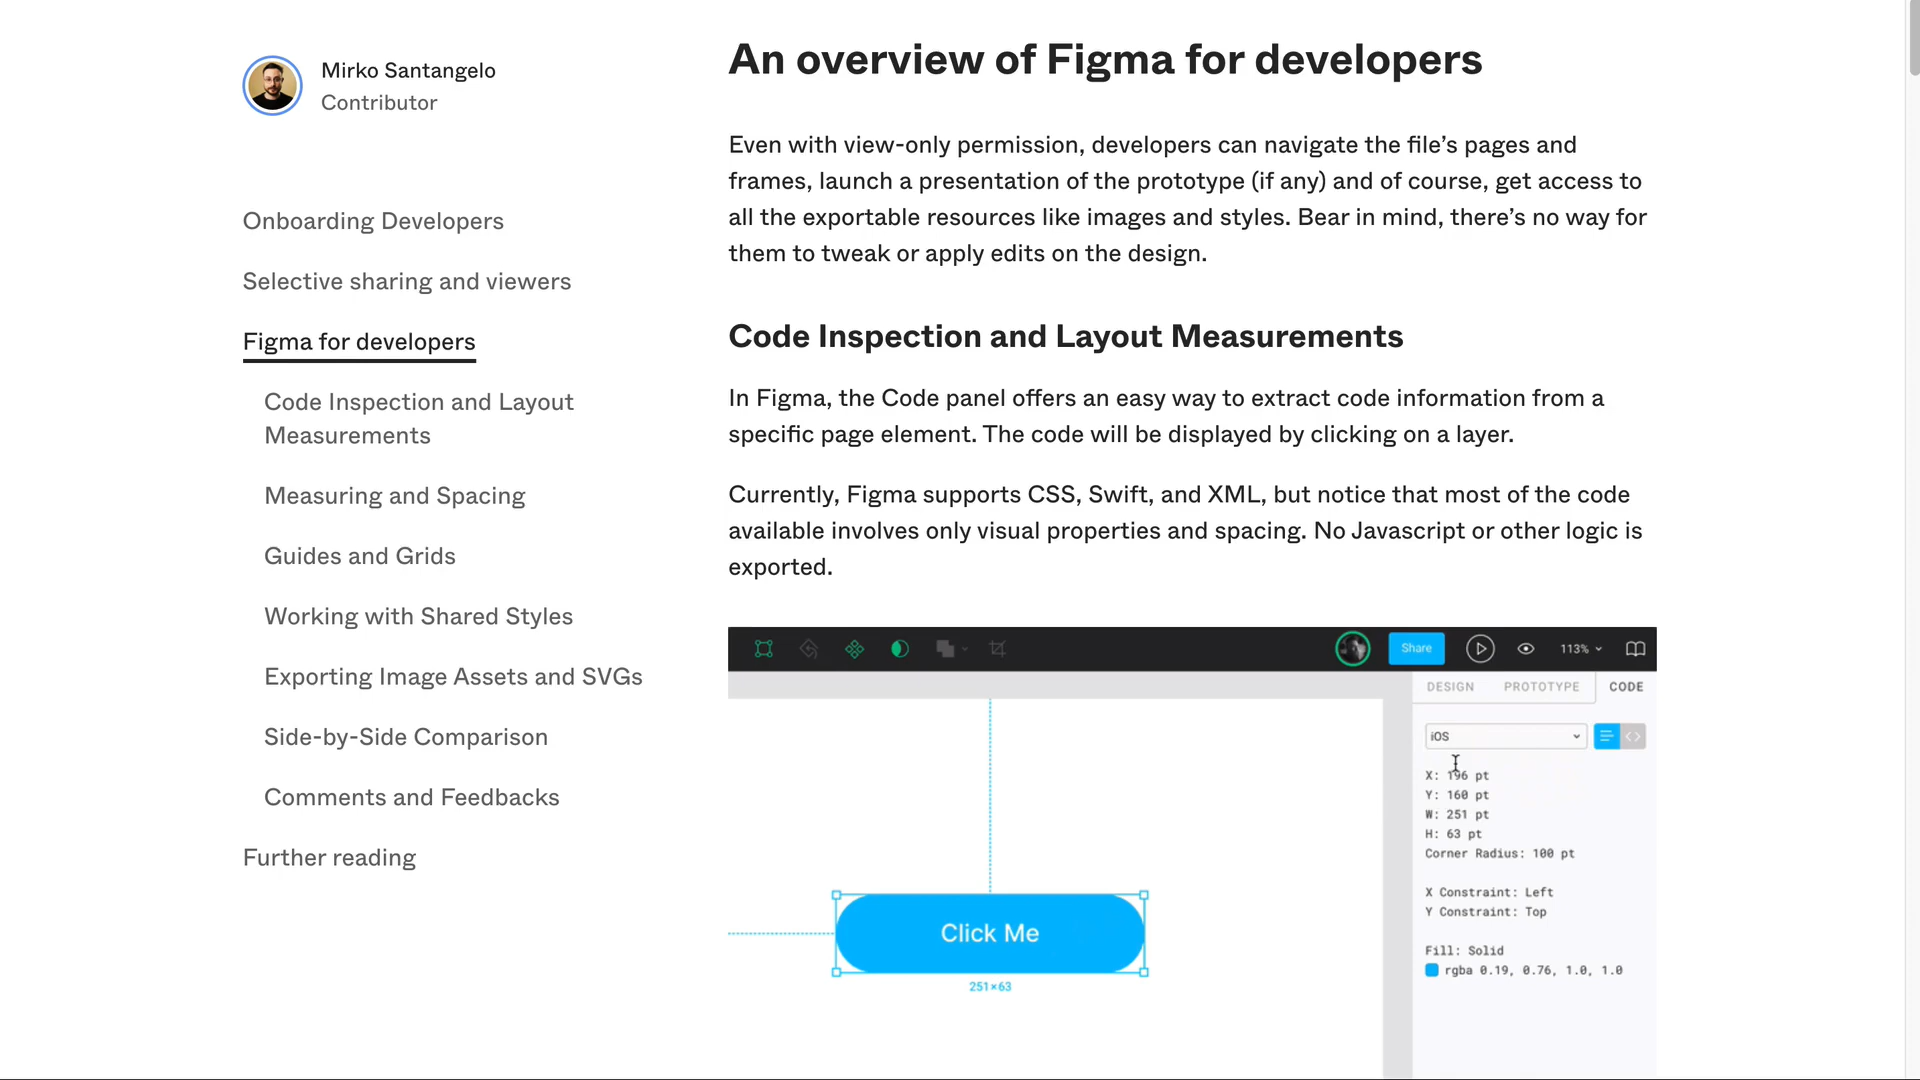 Mirko Santangelo
Contributor
Onboarding Developers
Selective sharing and viewers
Figma for developers
Code Inspection and Layout
Measurements
Measuring and Spacing
Guides and Grids
Working with Shared Styles
Exporting Image Assets and SVGs
Side-by-Side Comparison
Comments and Feedbacks
Further reading
An overview of Figma for developers
Even with view-only permission, developers can navigate the file’s pages and
frames, launch a presentation of the prototype (if any) and of course, get access to
all the exportable resources like images and styles. Bear in mind, there’s no way for
them to tweak or apply edits on the design.
Code Inspection and Layout Measurements
In Figma, the Code panel offers an easy way to extract code information from a
specific page element. The code will be displayed by clicking on a layer.
Currently, Figma supports CSS, Swift, and XML, but notice that most of the code
available involves only visual properties and spacing. No Javascript or other logic is
exported.
Share
113%
DESIGN PROTOTYPE CODE
iOS
X: 196 pt
Y: 160 pt
W: 251 pt
H: 63 pt
Corner Radius: 100 pt
X Constraint: Left
Y Constraint: Top
Fill: Solid
rgba 0.19, 0.76, 1.0, 1.0
Click Me
251×63